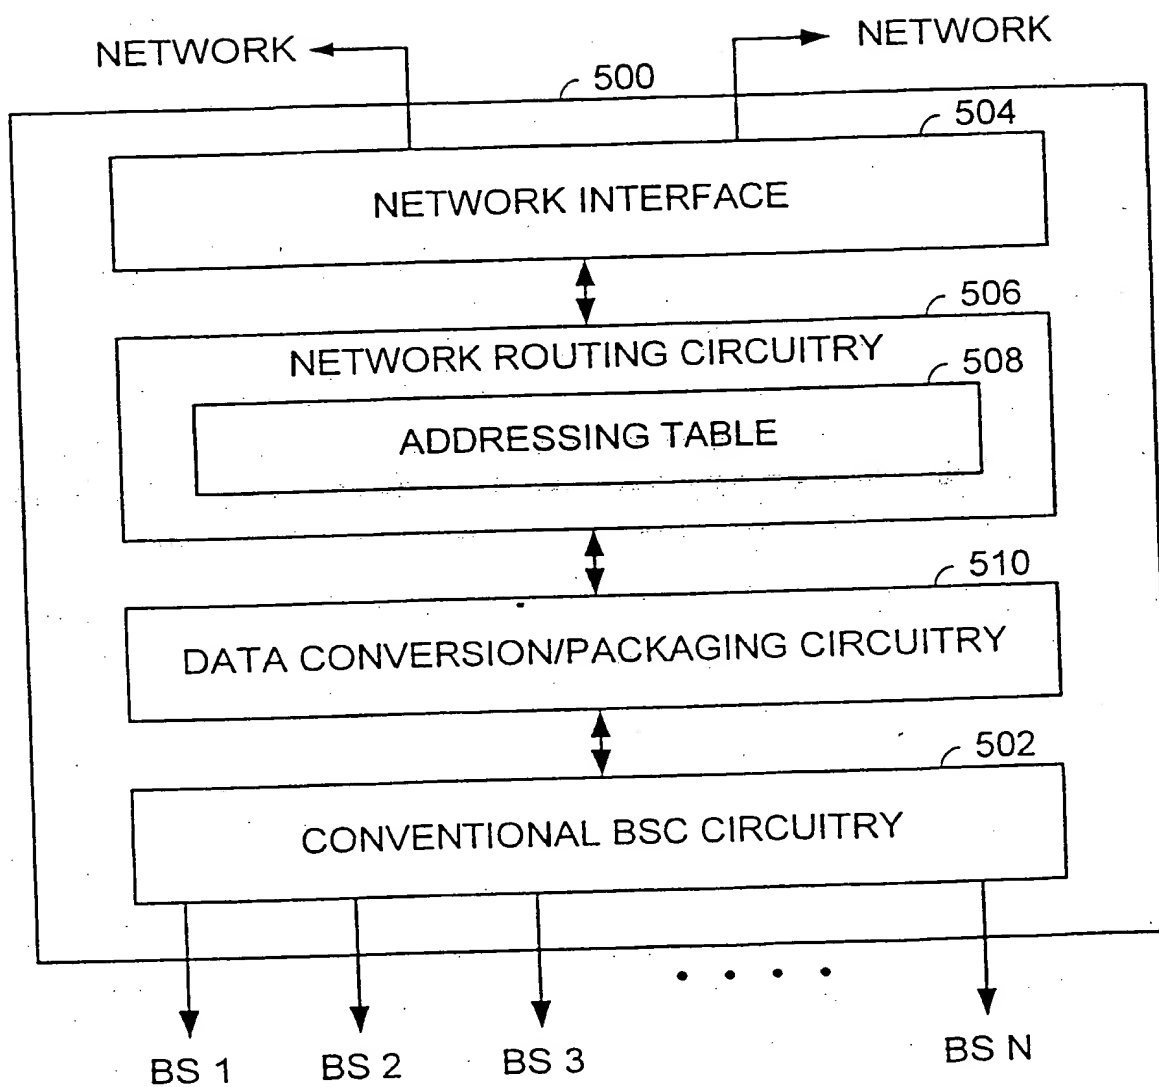 NETWORK
NETWORK
500
504
NETWORK INTERFACE
506
NETWORK ROUTING CIRCUITRY
508
ADDRESSING TABLE
510
DATA CONVERSION/PACKAGING CIRCUITRY
502
CONVENTIONAL BSC CIRCUITRY
BS 1
BS 2
BS 3
BS N